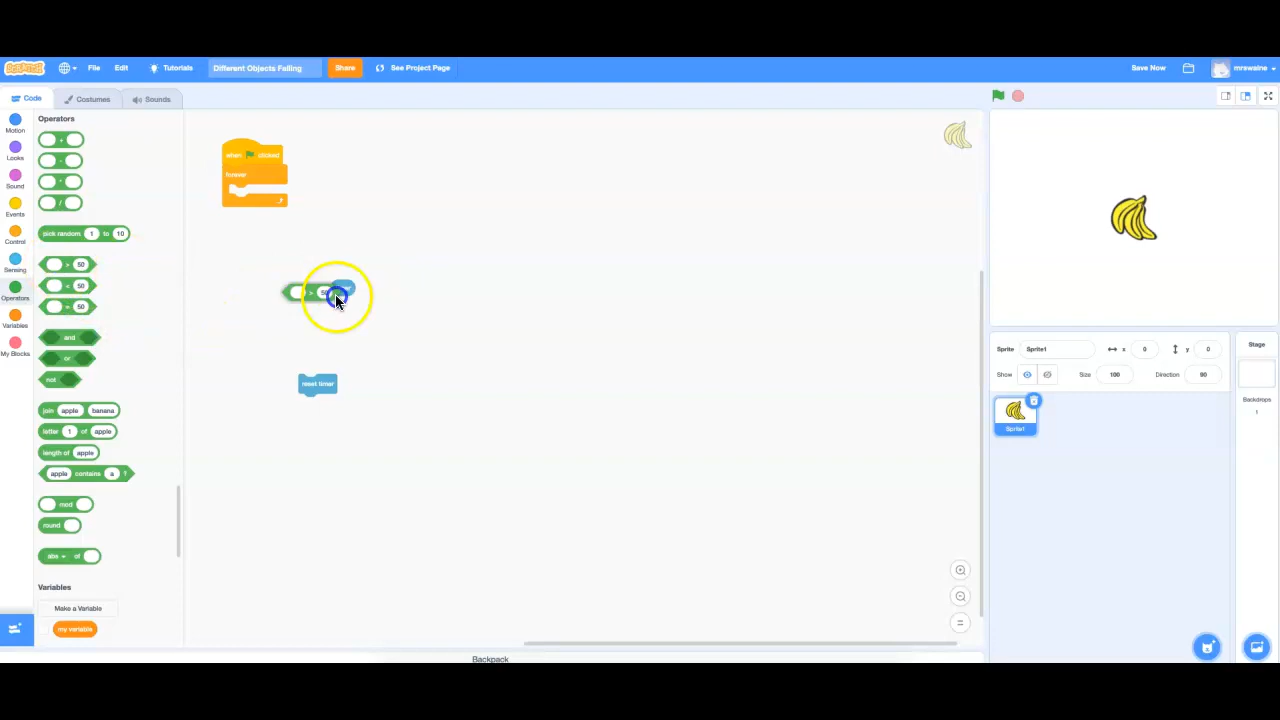 SCRATCH
File
Edit
Tutorials
Different Objects Falling
Share
See Project Page
Save Now
mrswaine
Code
Costumes
Sounds
Motion
Looks
Sound
Events
Control
Sensing
Operators
Variables
My Blocks
Operators
+
-
*
/
pick random 1 to 10
> 50
< 50
= 50
and
or
not
join apple banana
letter 1 of apple
length of apple
apple contains a ?
mod
round
abs of
Variables
Make a Variable
my variable
when clicked
forever
>
reset timer
Backpack
Sprite Sprite1 x 0 y 0
Show Size 100 Direction 90
Sprite1
Stage
Backdrops
1